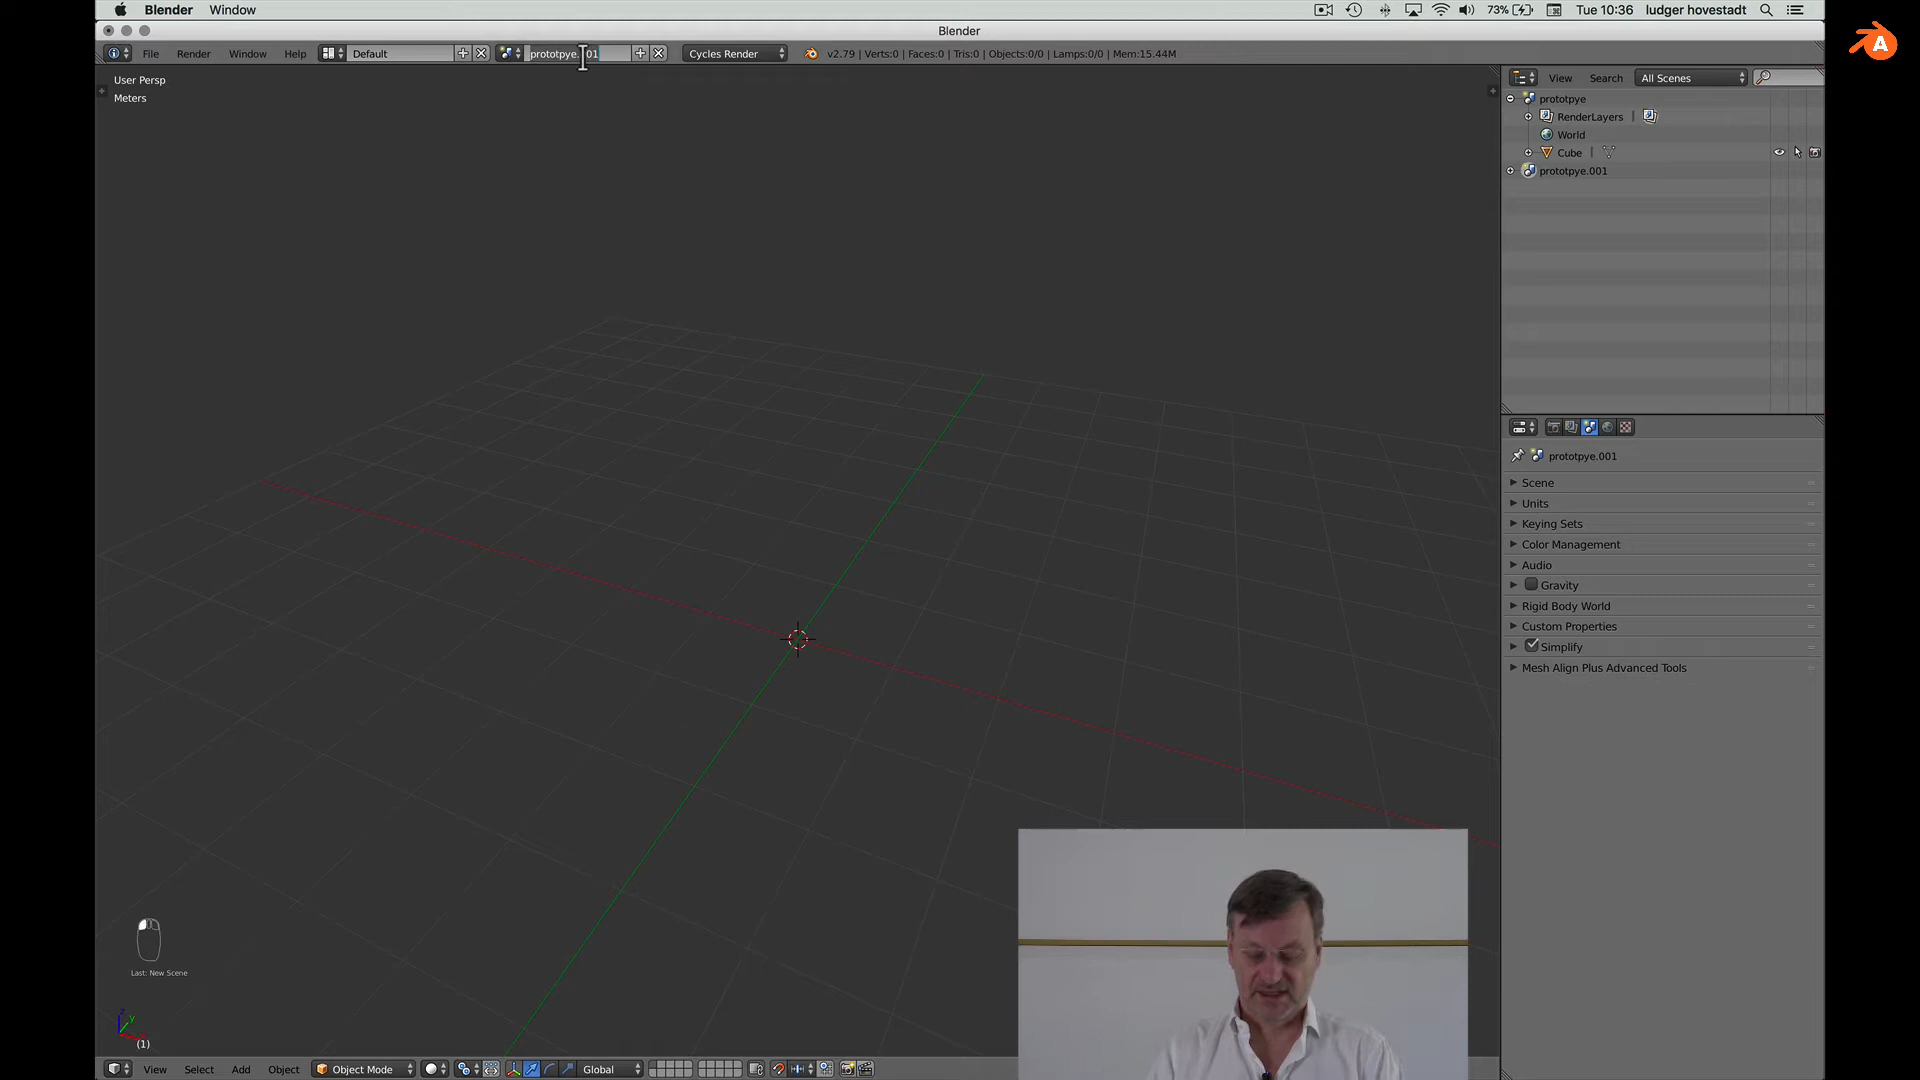 Blender Window 73% Tue 10:36 ludger hovestadt
Blender
File Render Window Help Default prototpye.001 Cycles Render v2.79 | Verts:0 | Faces:0 | Tris:0 | Objects:0/0 | Lamps:0/0 | Mem:15.44M
A
User Persp
Meters
View Search All Scenes
prototpye
RenderLayers
World
Cube
prototpye.001
prototpye.001
Scene
Units
Keying Sets
Color Management
Audio
Gravity
Rigid Body World
Custom Properties
Simplify
Mesh Align Plus Advanced Tools
Last: New Scene
z
y
(1)
View Select Add Object Object Mode Global